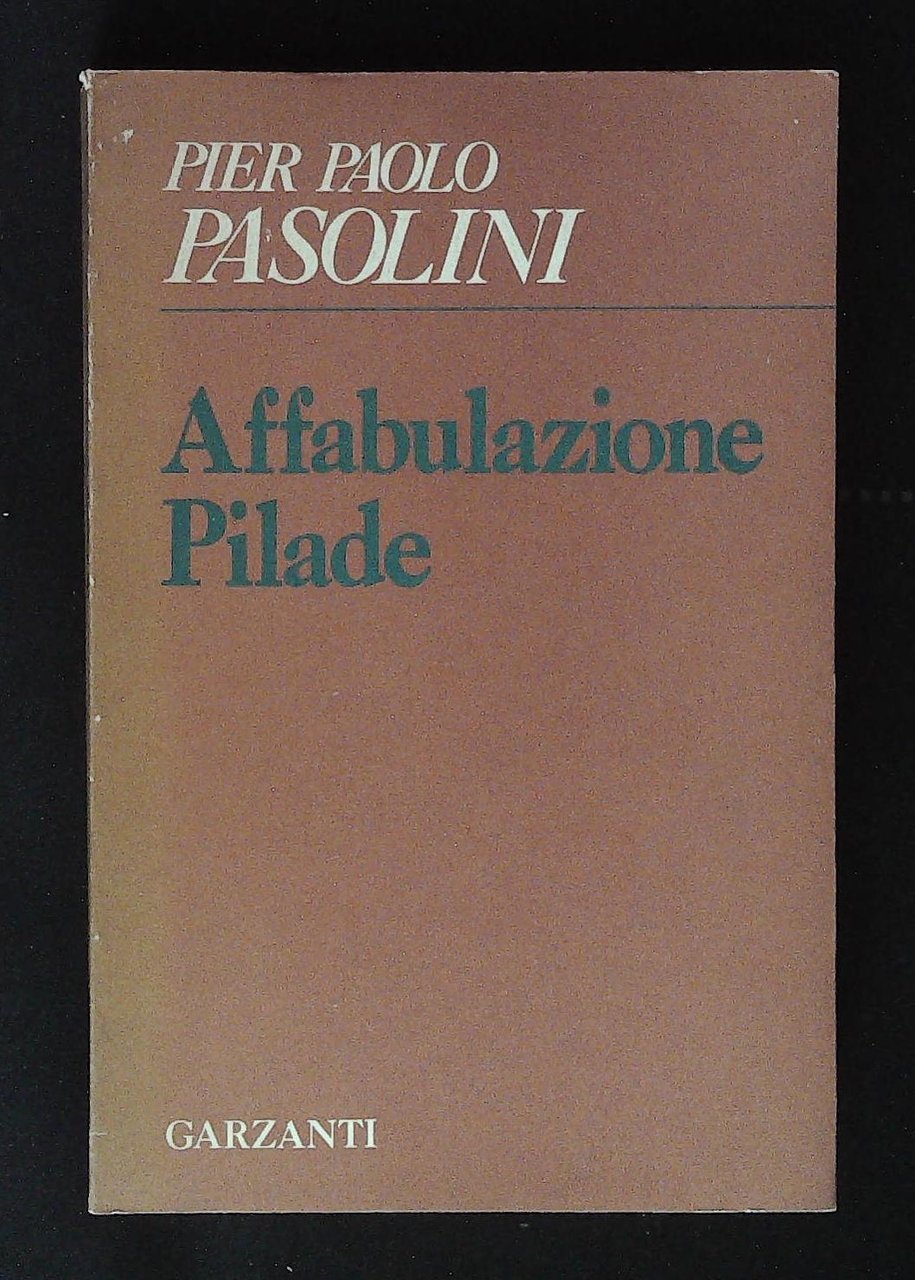 PIER PAOLO
PASOLINI
Affabulazione
Pilade
GARZANTI